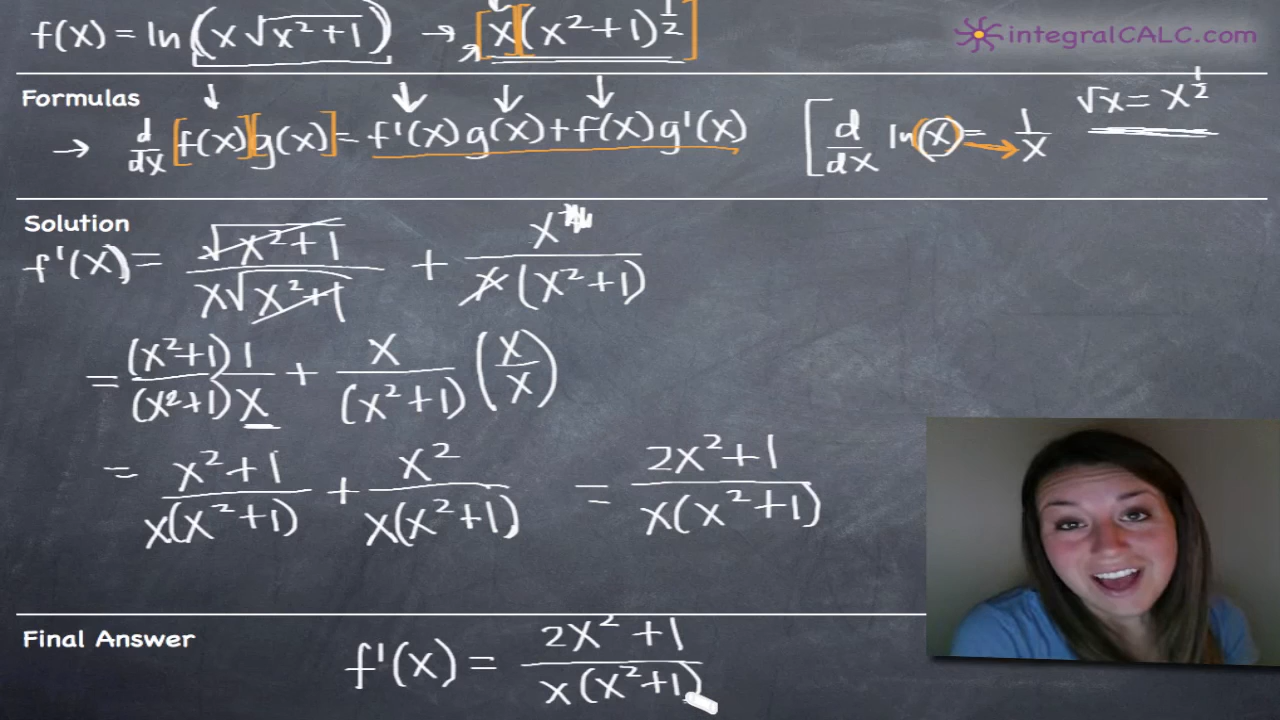 f(x) = ln (x √x²+1) → [x][(x²+1)^½]
integralCALC.com
Formulas
√x = x^½
→ d/dx [f(x)][g(x)] = f'(x)g(x)+f(x)g'(x)
[ d/dx ln(x) = 1/x
Solution
f'(x) = √x²+1 / x√x²+1 + x / x(x²+1)
= (x²+1) 1 / (x²+1) x + x / (x²+1) (x/x)
= x²+1 / x(x²+1) + x² / x(x²+1) = 2x²+1 / x(x²+1)
Final Answer
f'(x) = 2x²+1 / x(x²+1)